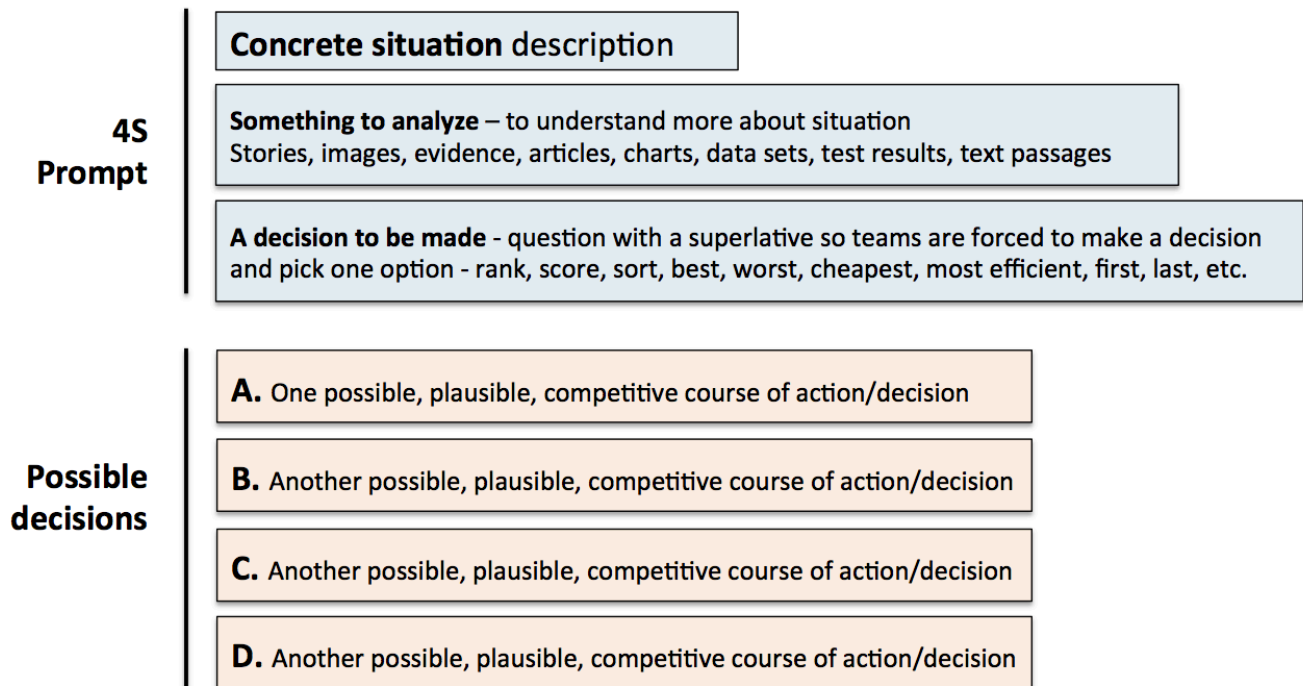 4S
Prompt
Concrete situation description
Something to analyze – to understand more about situation
Stories, images, evidence, articles, charts, data sets, test results, text passages
A decision to be made - question with a superlative so teams are forced to make a decision
and pick one option - rank, score, sort, best, worst, cheapest, most efficient, first, last, etc.
Possible
decisions
A. One possible, plausible, competitive course of action/decision
B. Another possible, plausible, competitive course of action/decision
C. Another possible, plausible, competitive course of action/decision
D. Another possible, plausible, competitive course of action/decision